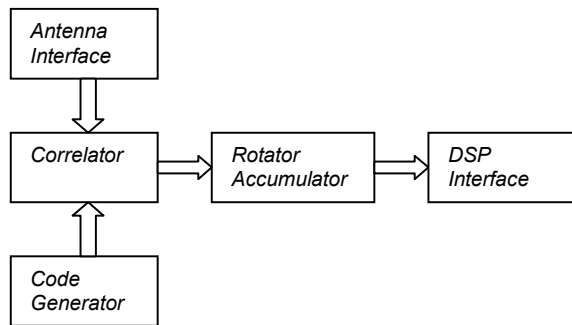 Antenna
Interface
Correlator
Rotator
Accumulator
DSP
Interface
Code
Generator